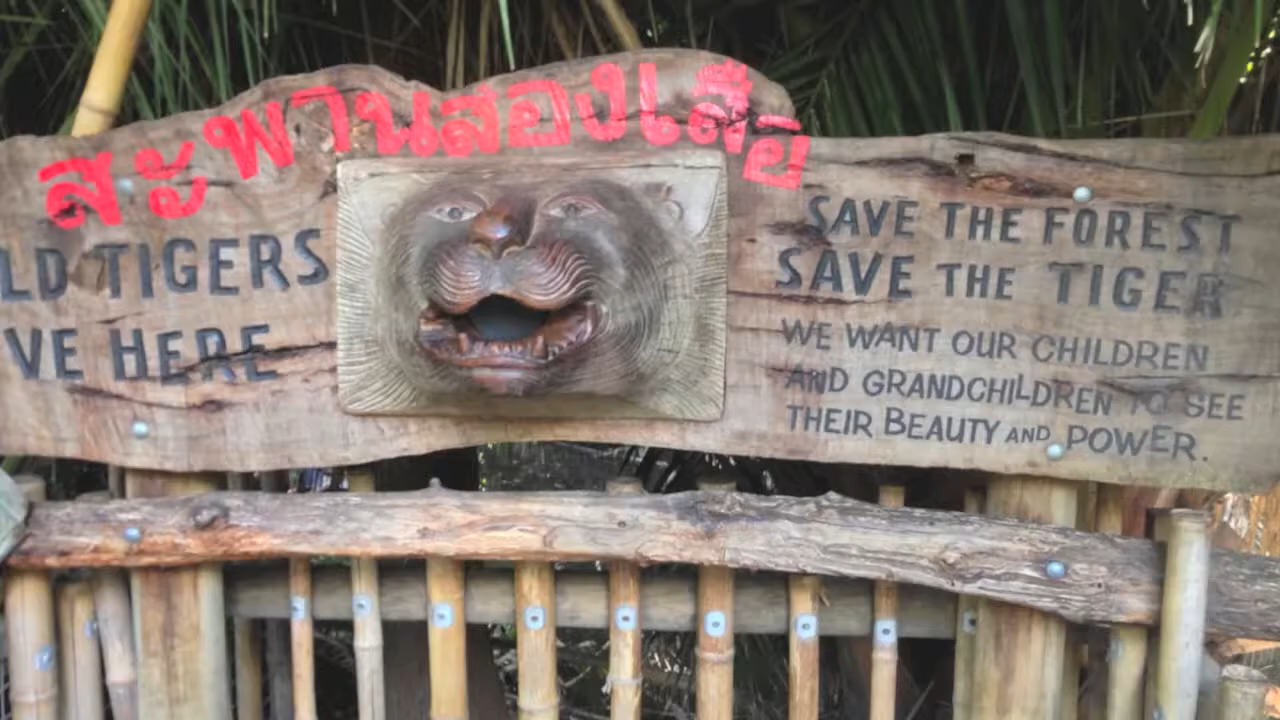 สะพานสองเสือ
LD TIGERS
VE HERE
SAVE THE FOREST
SAVE THE TIGER
WE WANT OUR CHILDREN
AND GRANDCHILDREN TO SEE
THEIR BEAUTY AND POWER.